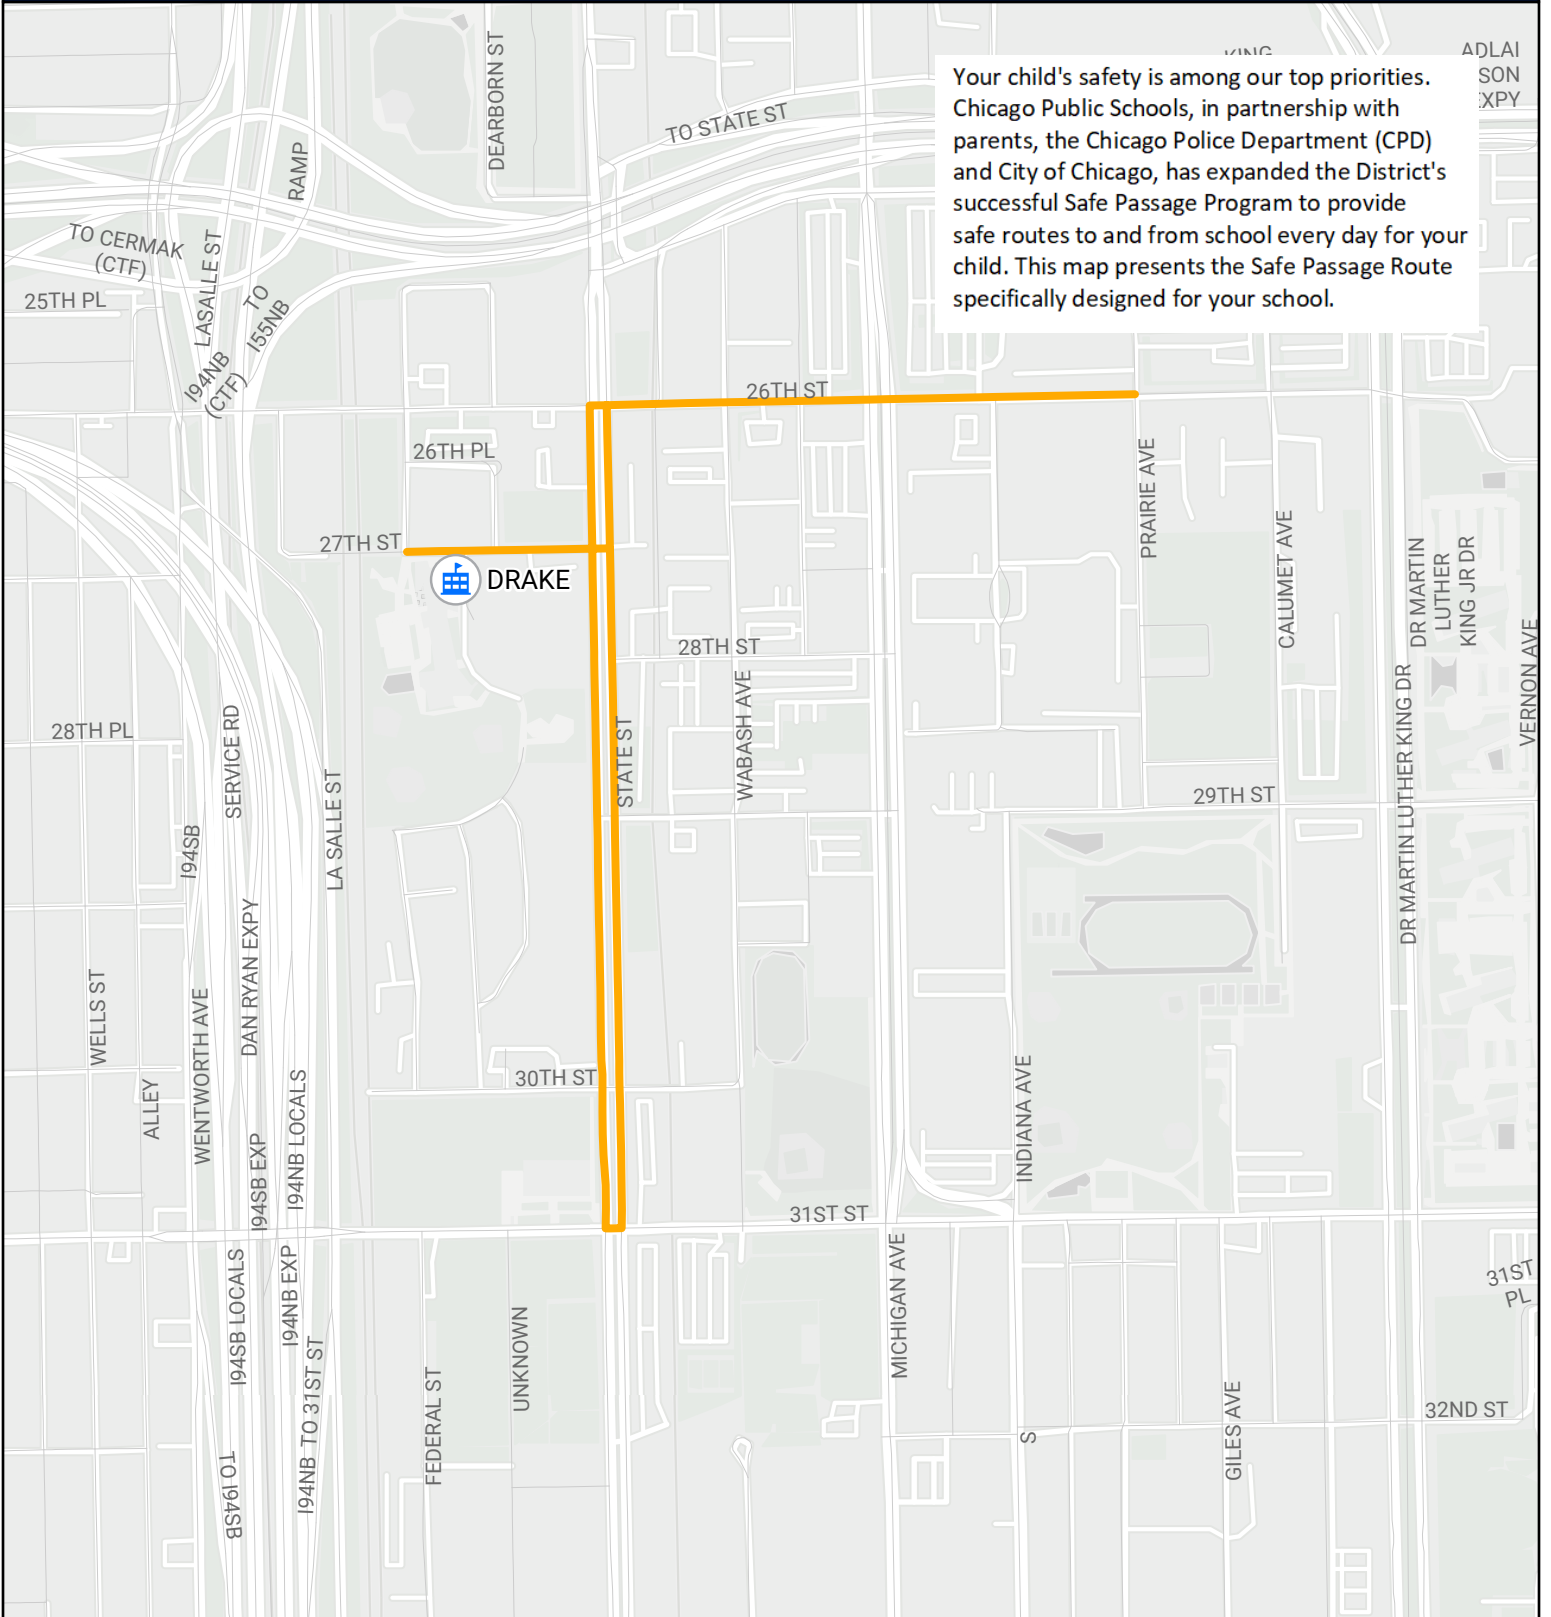 Your child's safety is among our top priorities.
Chicago Public Schools, in partnership with
parents, the Chicago Police Department (CPD)
and City of Chicago, has expanded the District's
successful Safe Passage Program to provide
safe routes to and from school every day for your
child. This map presents the Safe Passage Route
specifically designed for your school.
KING
ADLAI
SON
EXPY
DEARBORN ST
TO STATE ST
RAMP
TO CERMAK
(CTF)
LASALLE ST
TO
I55NB
25TH PL
I94NB
(CTF)
26TH ST
26TH PL
27TH ST
DRAKE
PRAIRIE AVE
CALUMET AVE
DR MARTIN
LUTHER
KING JR DR
28TH ST
WABASH AVE
STATE ST
VERNON AVE
28TH PL
SERVICE RD
DR MARTIN LUTHER KING DR
29TH ST
LA SALLE ST
I94SB
DAN RYAN EXPY
WELLS ST
WENTWORTH AVE
ALLEY
30TH ST
I94NB LOCALS
I94SB EXP
INDIANA AVE
31ST ST
MICHIGAN AVE
I94SB LOCALS
I94NB EXP
31ST
PL
UNKNOWN
FEDERAL ST
I94NB TO 31ST ST
TO I94SB
GILES AVE
32ND ST
S